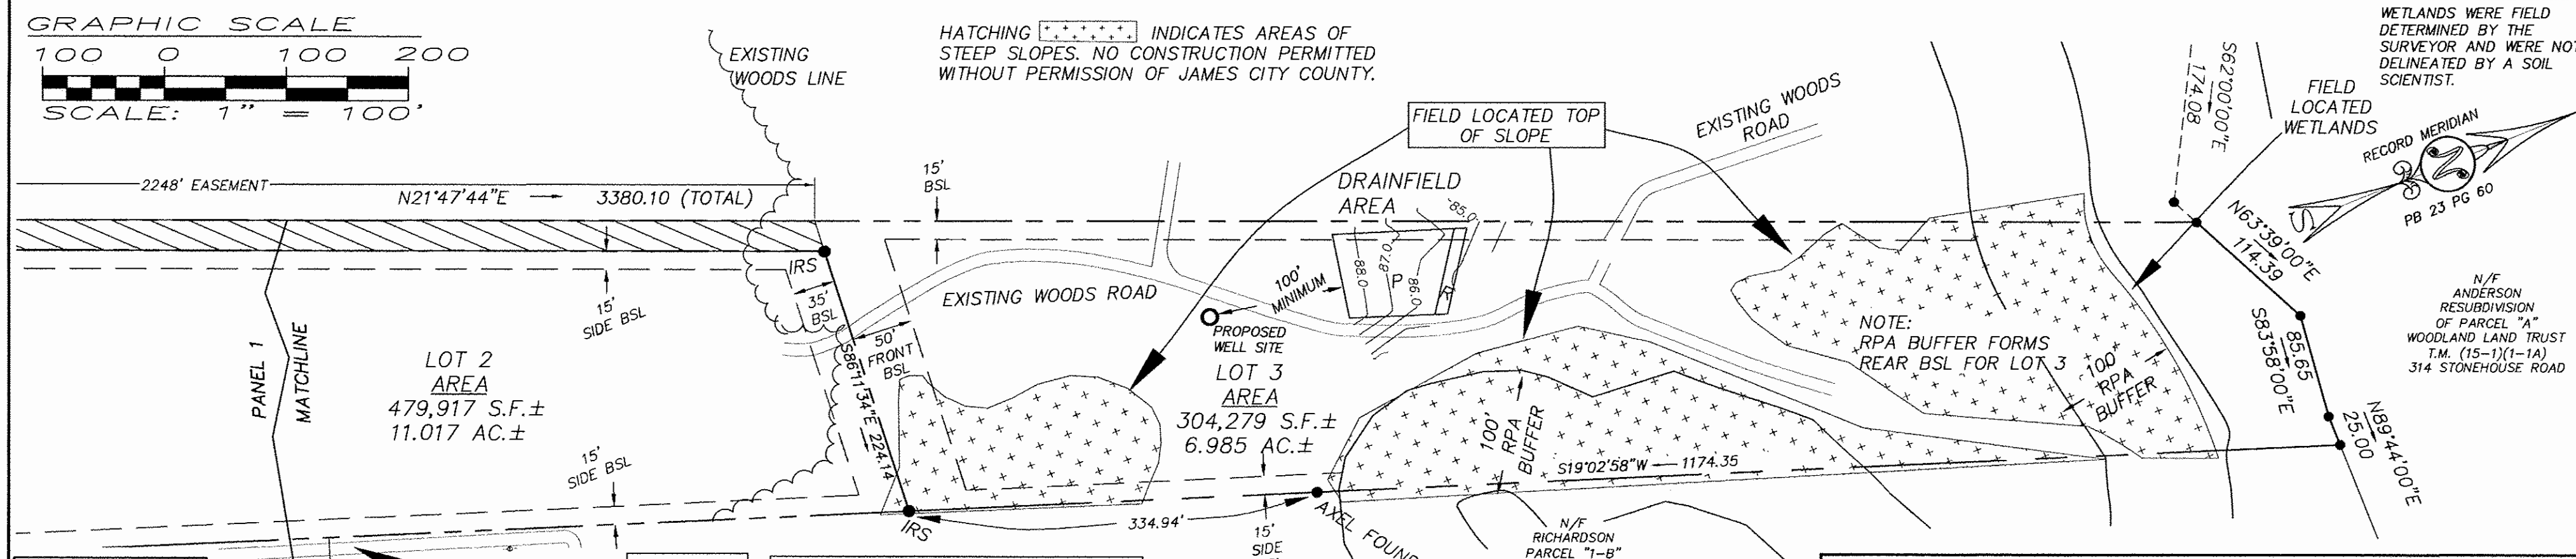 GRAPHIC SCALE
100 0 100 200
SCALE: 1" = 100'
EXISTING
WOODS LINE
HATCHING INDICATES AREAS OF
STEEP SLOPES. NO CONSTRUCTION PERMITTED
WITHOUT PERMISSION OF JAMES CITY COUNTY.
WETLANDS WERE FIELD
DETERMINED BY THE
SURVEYOR AND WERE NOT
DELINEATED BY A SOIL
SCIENTIST.
S62°00'00"E
174.08
FIELD
LOCATED
WETLANDS
RECORD MERIDIAN
N
S
PB 23 PG 60
FIELD LOCATED TOP
OF SLOPE
EXISTING WOODS
ROAD
2248' EASEMENT
N21°47'44"E 3380.10 (TOTAL)
15'
BSL
DRAINFIELD
AREA
85.0
88.0
87.0
86.0
P
R
N63°39'00"E
114.39
IRS
35'
BSL
15'
SIDE BSL
EXISTING WOODS ROAD
100'
MINIMUM
PROPOSED
WELL SITE
50'
FRONT
BSL
S86°11'34"E 224.14
NOTE:
RPA BUFFER FORMS
REAR BSL FOR LOT 3
100'
RPA
BUFFER
S83°58'00"E
85.65
N/F
ANDERSON
RESUBDIVISION
OF PARCEL "A"
WOODLAND LAND TRUST
T.M. (15-1)(1-1A)
314 STONEHOUSE ROAD
PANEL 1
MATCHLINE
LOT 2
AREA
479,917 S.F.±
11.017 AC.±
LOT 3
AREA
304,279 S.F.±
6.985 AC.±
100'
RPA
BUFFER
N89°44'00"E
25.00
15'
SIDE BSL
S19°02'58"W 1174.35
IRS
334.94'
15'
SIDE
AXEL FOUND
N/F
RICHARDSON
PARCEL "1-B"